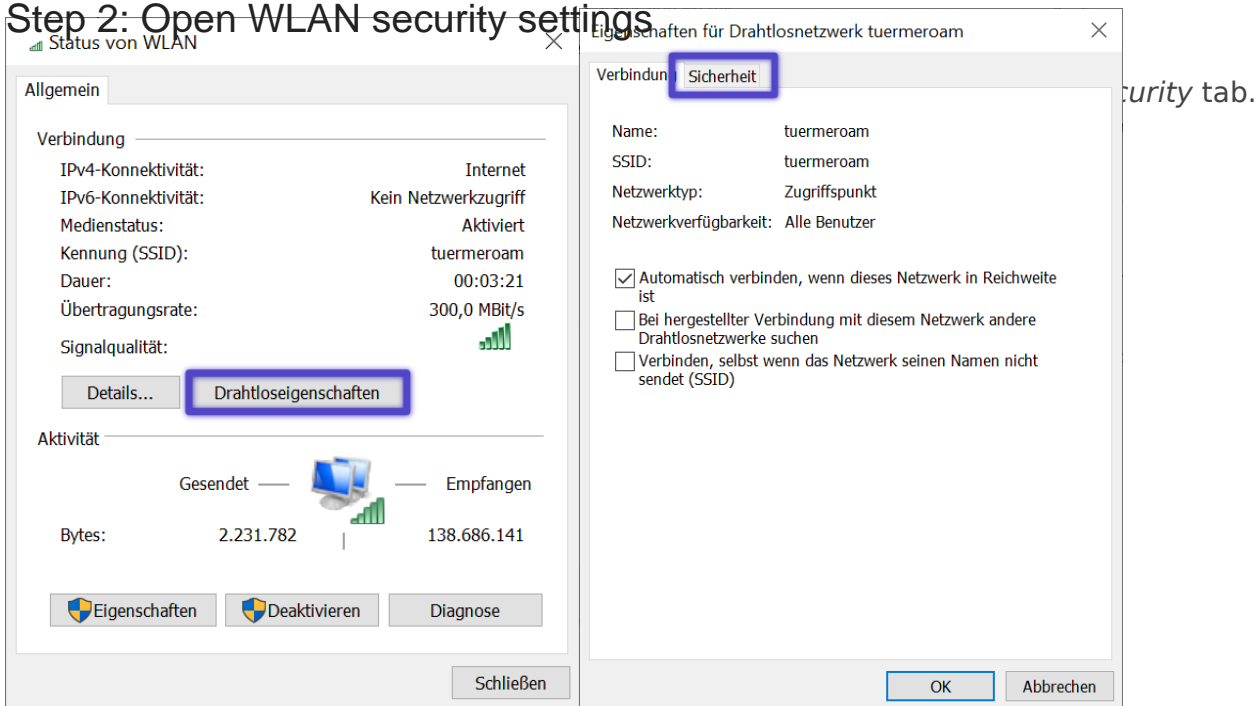 Step 2: Open WLAN security settings
Status von WLAN
Allgemein
Verbindung
IPv4-Konnektivität: Internet
IPv6-Konnektivität: Kein Netzwerkzugriff
Medienstatus: Aktiviert
Kennung (SSID): tuermeroam
Dauer: 00:03:21
Übertragungsrate: 300,0 MBit/s
Signalqualität:
Details... Drahtloseigenschaften
Aktivität
Gesendet Empfangen
Bytes: 2.231.782 138.686.141
Eigenschaften Deaktivieren Diagnose
Schließen
Eigenschaften für Drahtlosnetzwerk tuermeroam
Verbindung Sicherheit
Name: tuermeroam
SSID: tuermeroam
Netzwerktyp: Zugriffspunkt
Netzwerkverfügbarkeit: Alle Benutzer
Automatisch verbinden, wenn dieses Netzwerk in Reichweite
ist
Bei hergestellter Verbindung mit diesem Netzwerk andere
Drahtlosnetzwerke suchen
Verbinden, selbst wenn das Netzwerk seinen Namen nicht
sendet (SSID)
OK Abbrechen
tab.